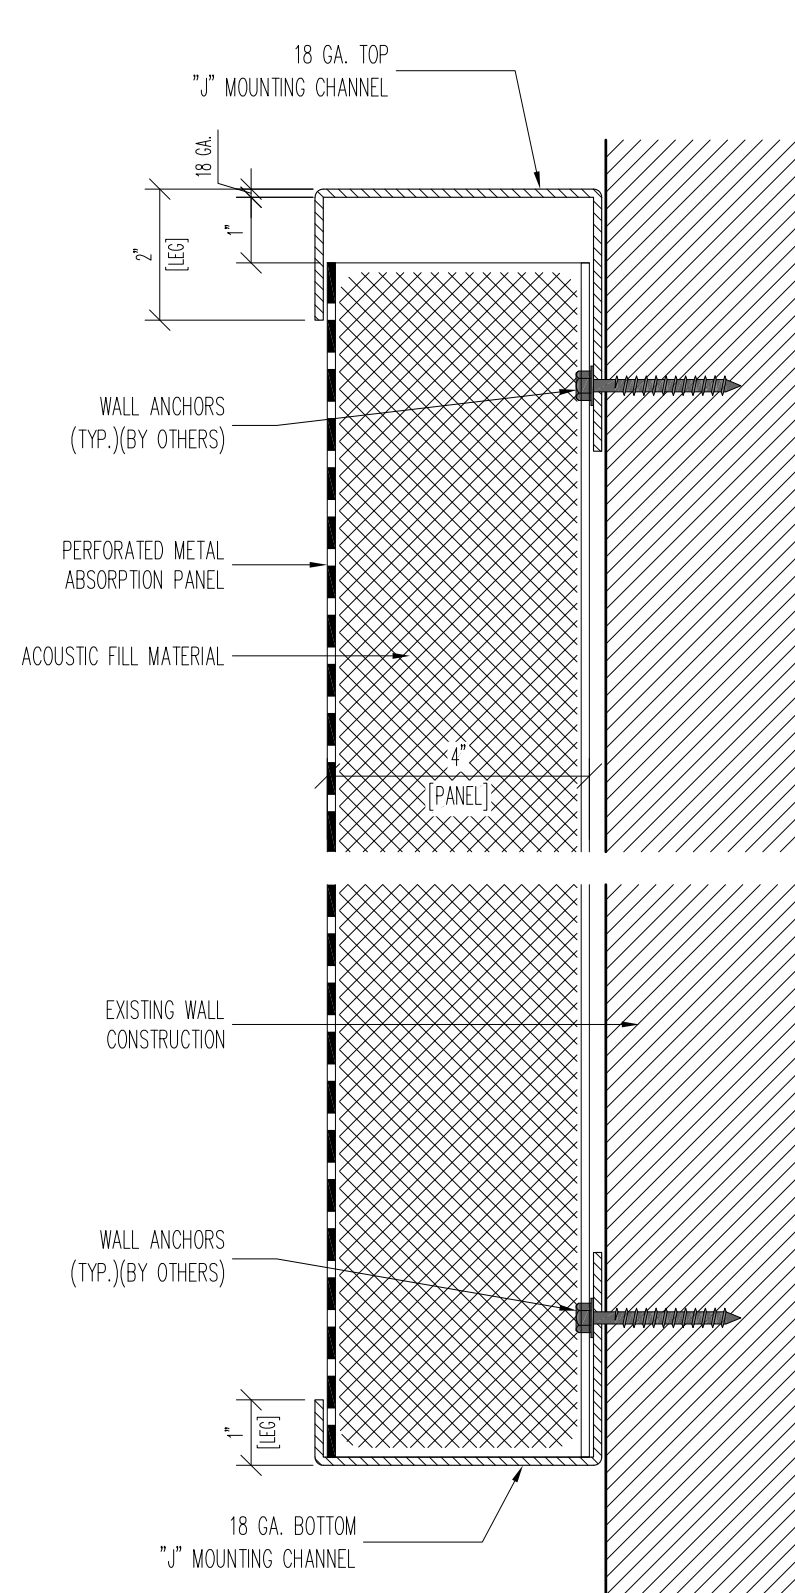 18 GA. TOP
"J" MOUNTING CHANNEL
18 GA.
1"
2"
[LEG]
WALL ANCHORS
(TYP.)(BY OTHERS)
PERFORATED METAL
ABSORPTION PANEL
ACOUSTIC FILL MATERIAL
4"
[PANEL]
EXISTING WALL
CONSTRUCTION
WALL ANCHORS
(TYP.)(BY OTHERS)
1"
[LEG]
18 GA. BOTTOM
"J" MOUNTING CHANNEL